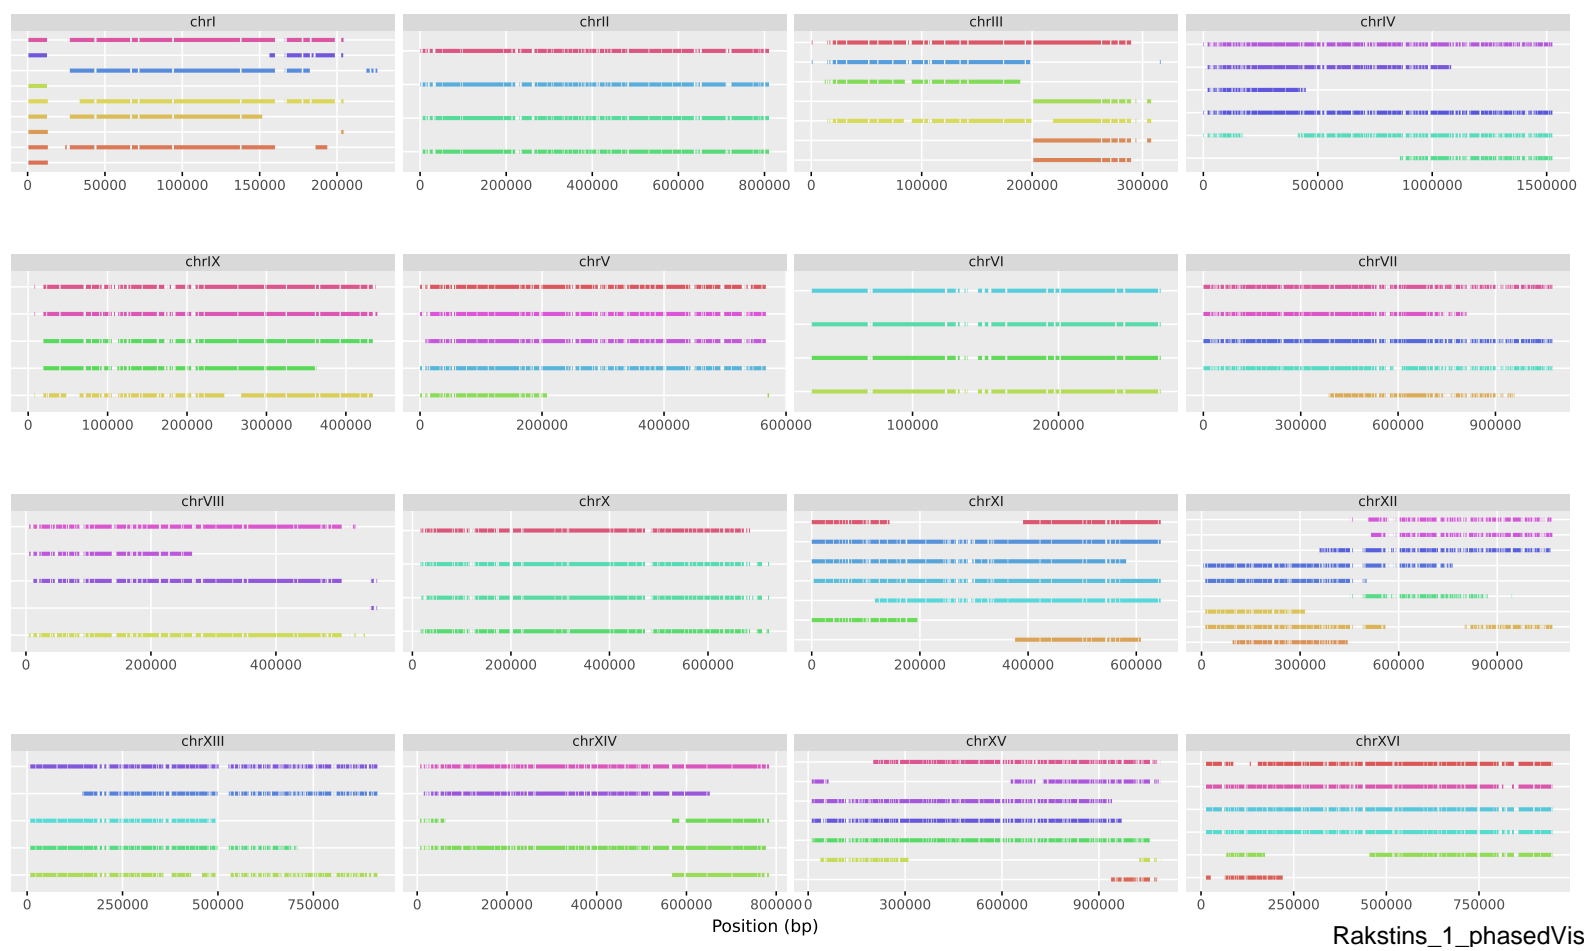 chrI chrII chrIII chrIV
0 50000 100000 150000 200000 0 200000 400000 600000 800000 0 100000 200000 300000 0 500000 1000000 1500000
chrIX chrV chrVI chrVII
0 100000 200000 300000 400000 0 200000 400000 600000 100000 200000 0 300000 600000 900000
chrVIII chrX chrXI chrXII
0 200000 400000 0 200000 400000 600000 0 200000 400000 600000 0 300000 600000 900000
chrXIII chrXIV chrXV chrXVI
0 250000 500000 750000 0 200000 400000 600000 800000 0 300000 600000 900000 0 250000 500000 750000
Position (bp)
Rakstins_1_phasedVis